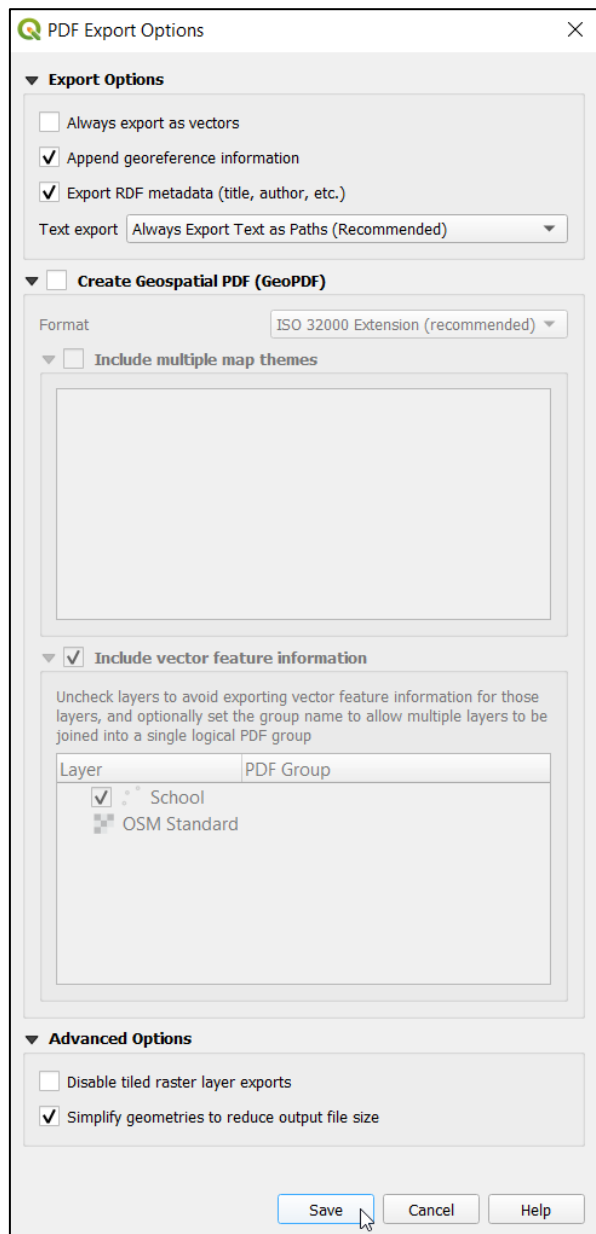 PDF Export Options
Export Options
Always export as vectors
Append georeference information
Export RDF metadata (title, author, etc.)
Text export Always Export Text as Paths (Recommended)
Create Geospatial PDF (GeoPDF)
Format ISO 32000 Extension (recommended)
Include multiple map themes
Include vector feature information
Uncheck layers to avoid exporting vector feature information for those
layers, and optionally set the group name to allow multiple layers to be
joined into a single logical PDF group
Layer PDF Group
School
OSM Standard
Advanced Options
Disable tiled raster layer exports
Simplify geometries to reduce output file size
Save Cancel Help